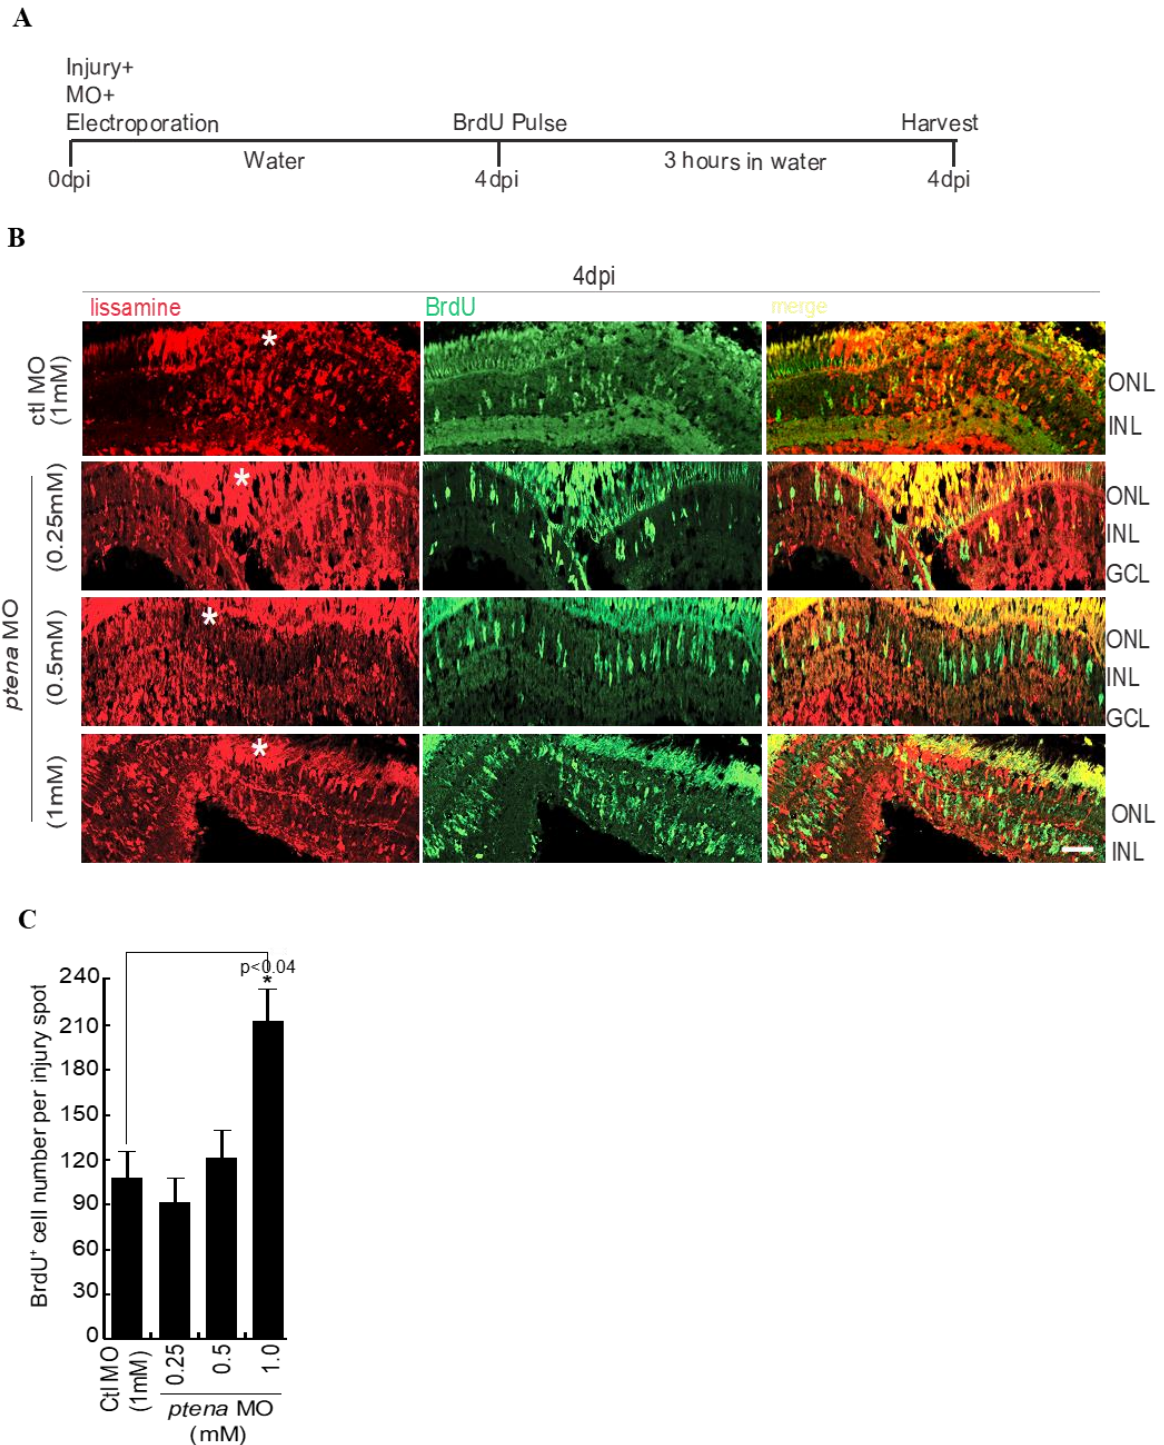 A
Injury+
MO+
Electroporation
BrdU Pulse
Harvest
Water
3 hours in water
0dpi
4dpi
4dpi
B
4dpi
lissamine
BrdU
merge
ctl MO
(1mM)
*
ONL
INL
ptena MO
(0.25mM)
*
ONL
INL
GCL
(0.5mM)
*
ONL
INL
GCL
(1mM)
*
ONL
INL
C
p<0.04
*
BrdU⁺ cell number per injury spot
240
210
180
150
120
90
60
30
0
Ctl MO
(1mM)
0.25
0.5
1.0
ptena MO
(mM)